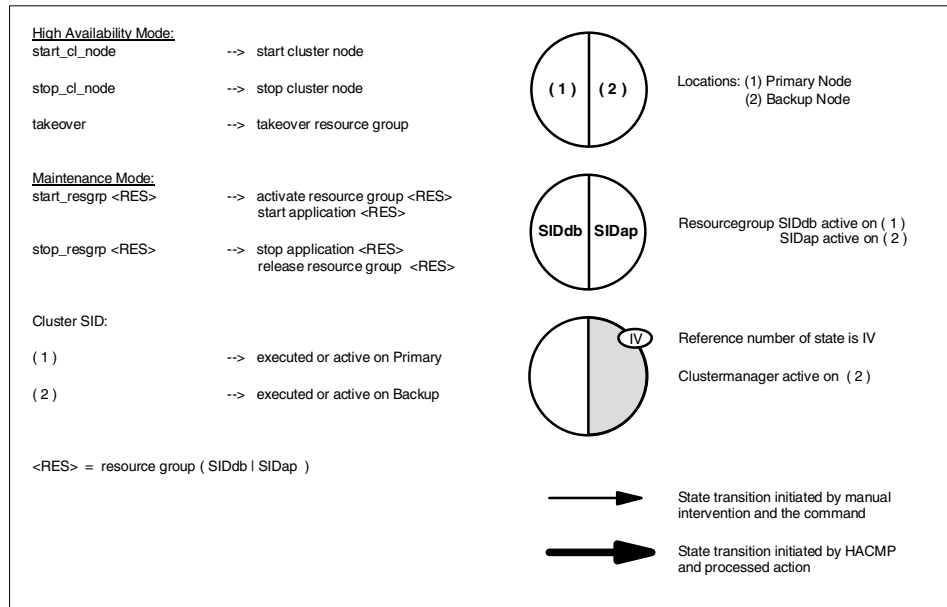 High Availability Mode:
start_cl_node --> start cluster node
stop_cl_node --> stop cluster node
takeover --> takeover resource group
Maintenance Mode:
start_resgrp <RES> --> activate resource group <RES>
start application <RES>
stop_resgrp <RES> --> stop application <RES>
release resource group <RES>
Cluster SID:
( 1 ) --> executed or active on Primary
( 2 ) --> executed or active on Backup
<RES> = resource group ( SIDdb | SIDap )
( 1 ) ( 2 )
Locations: (1) Primary Node
(2) Backup Node
SIDdb SIDap
Resourcegroup SIDdb active on ( 1 )
SIDap active on ( 2 )
IV
Reference number of state is IV
Clustermanager active on ( 2 )
State transition initiated by manual
intervention and the command
State transition initiated by HACMP
and processed action